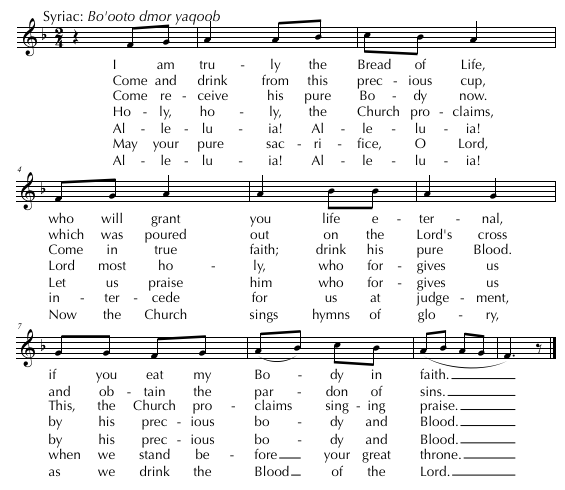 Syriac: Bo'ooto dmor yaqoob
2
4
I am tru - ly the Bread of Life,
Come and drink from this prec - ious cup,
Come re - ceive his pure Bo - dy now.
Ho - ly, ho - ly, the Church pro - claims,
Al - le - lu - ia! Al - le - lu - ia!
May your pure sac - ri - fice, O Lord,
Al - le - lu - ia! Al - le - lu - ia!
4
who will grant you life e - ter - nal,
which was poured out on the Lord's cross
Come in true faith; drink his pure Blood.
Lord most ho - ly, who for - gives us
Let us praise him who for - gives us
in - ter - cede for us at judge - ment,
Now the Church sings hymns of glo - ry,
7
if you eat my Bo - dy in faith.
and ob - tain the par - don of sins.
This, the Church pro - claims sing - ing praise.
by his prec - ious bo - dy and Blood.
by his prec - ious bo - dy and Blood.
when we stand be - fore your great throne.
as we drink the Blood of the Lord.